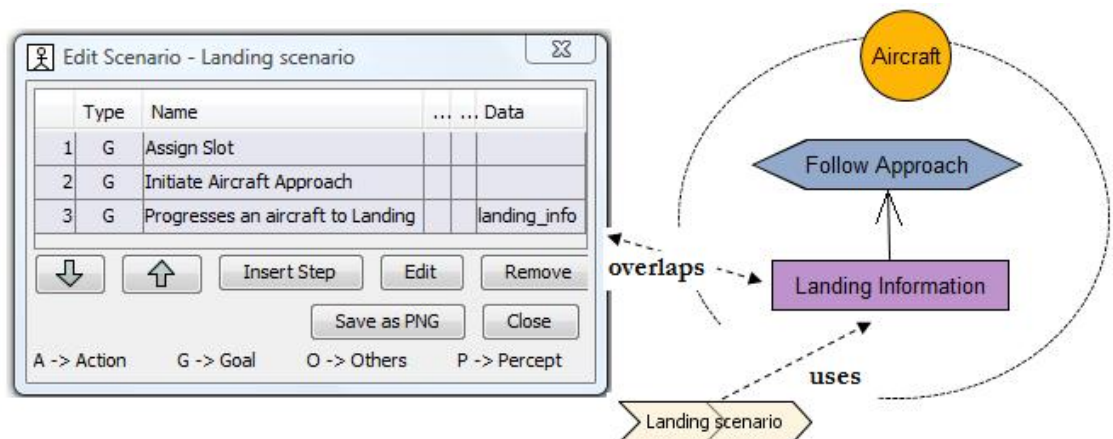 Edit Scenario - Landing scenario
Type Name ... ... Data
1 G Assign Slot
2 G Initiate Aircraft Approach
3 G Progresses an aircraft to Landing landing_info
Insert Step Edit Remove
Save as PNG Close
A -> Action G -> Goal O -> Others P -> Percept
Aircraft
Follow Approach
overlaps
Landing Information
uses
Landing scenario